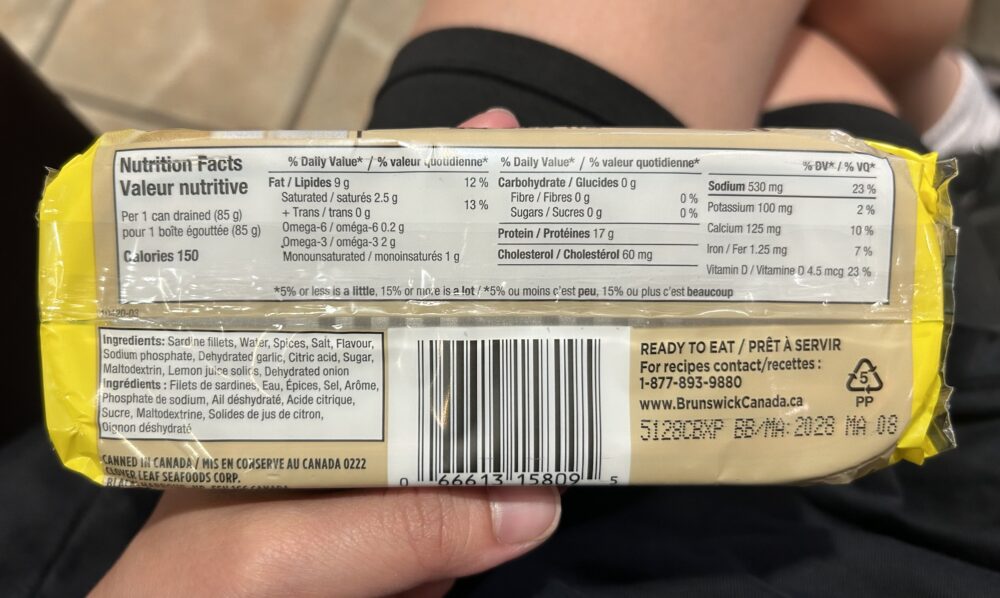 Nutrition Facts
Valeur nutritive
Per 1 can drained (85 g)
pour 1 boîte égouttée (85 g)
Calories 150
% Daily Value* / % valeur quotidienne*
Fat / Lipides 9 g 12 %
Saturated / saturés 2.5 g
+ Trans / trans 0 g 13 %
Omega-6 / oméga-6 0.2 g
Omega-3 / oméga-3 2 g
Monounsaturated / monoinsaturés 1 g
% Daily Value* / % valeur quotidienne*
Carbohydrate / Glucides 0 g
Fibre / Fibres 0 g 0 %
Sugars / Sucres 0 g 0 %
Protein / Protéines 17 g
Cholesterol / Cholestérol 60 mg
% DV* / % VQ*
Sodium 530 mg 23 %
Potassium 100 mg 2 %
Calcium 125 mg 10 %
Iron / Fer 1.25 mg 7 %
Vitamin D / Vitamine D 4.5 mcg 23 %
*5% or less is a little, 15% or more is a lot / *5% ou moins c'est peu, 15% ou plus c'est beaucoup
Ingredients: Sardine fillets, Water, Spices, Salt, Flavour,
Sodium phosphate, Dehydrated garlic, Citric acid, Sugar,
Maltodextrin, Lemon juice solids, Dehydrated onion
Ingrédients : Filets de sardines, Eau, Épices, Sel, Arôme,
Phosphate de sodium, Ail déshydraté, Acide citrique,
Sucre, Maltodextrine, Solides de jus de citron,
Oignon déshydraté
CANNED IN CANADA / MIS EN CONSERVE AU CANADA 0222
CLOVER LEAF SEAFOODS CORP.
0 66613 15809 5
READY TO EAT / PRÊT À SERVIR
For recipes contact/recettes :
1-877-893-9880
www.BrunswickCanada.ca
5
PP
5128CBXP BB/MA:2028 MA 08